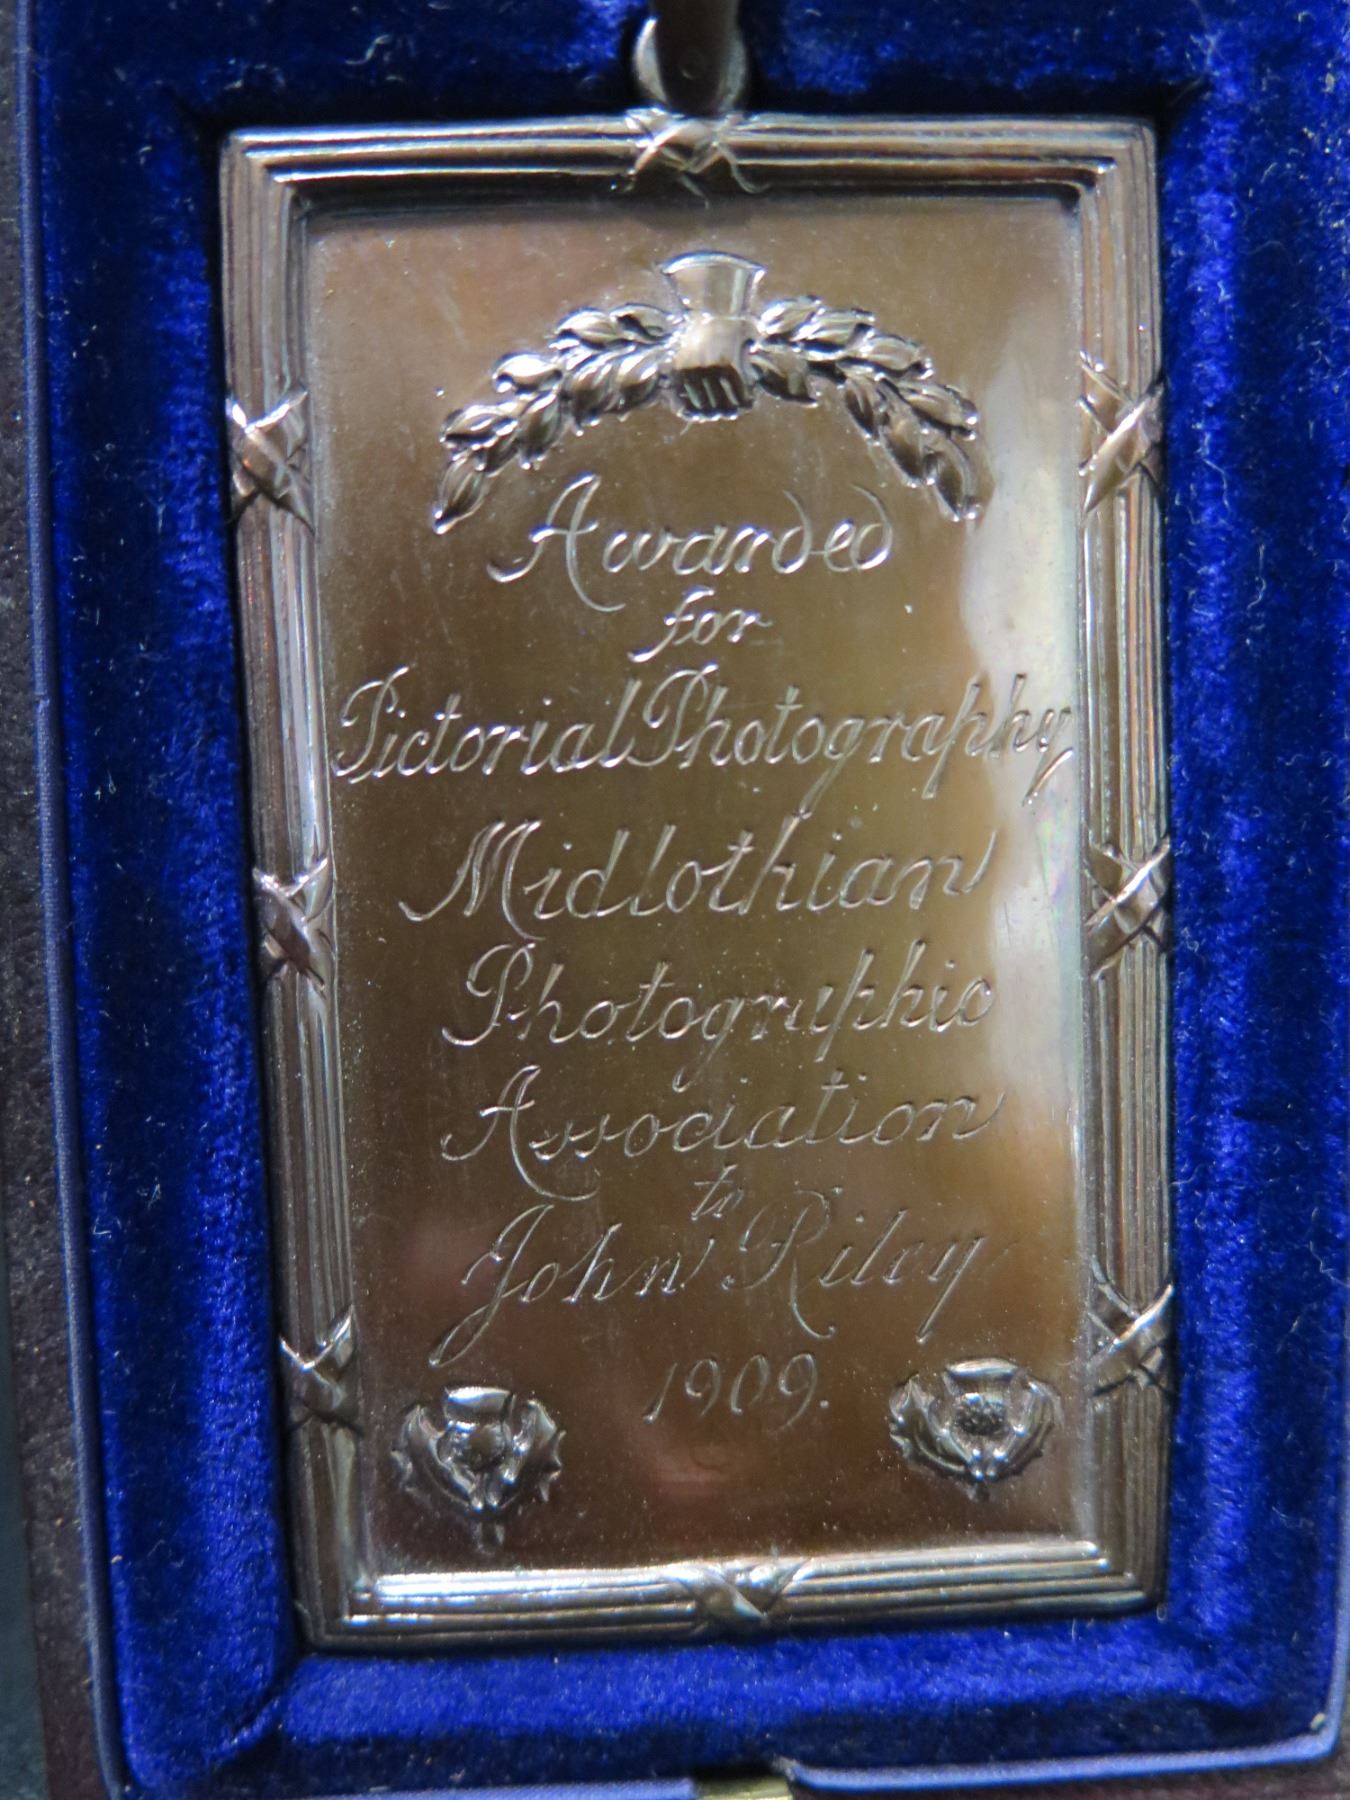 Awarded
for
Pictorial Photography
Midlothian
Photographic
Association
to
John Riley
1909.